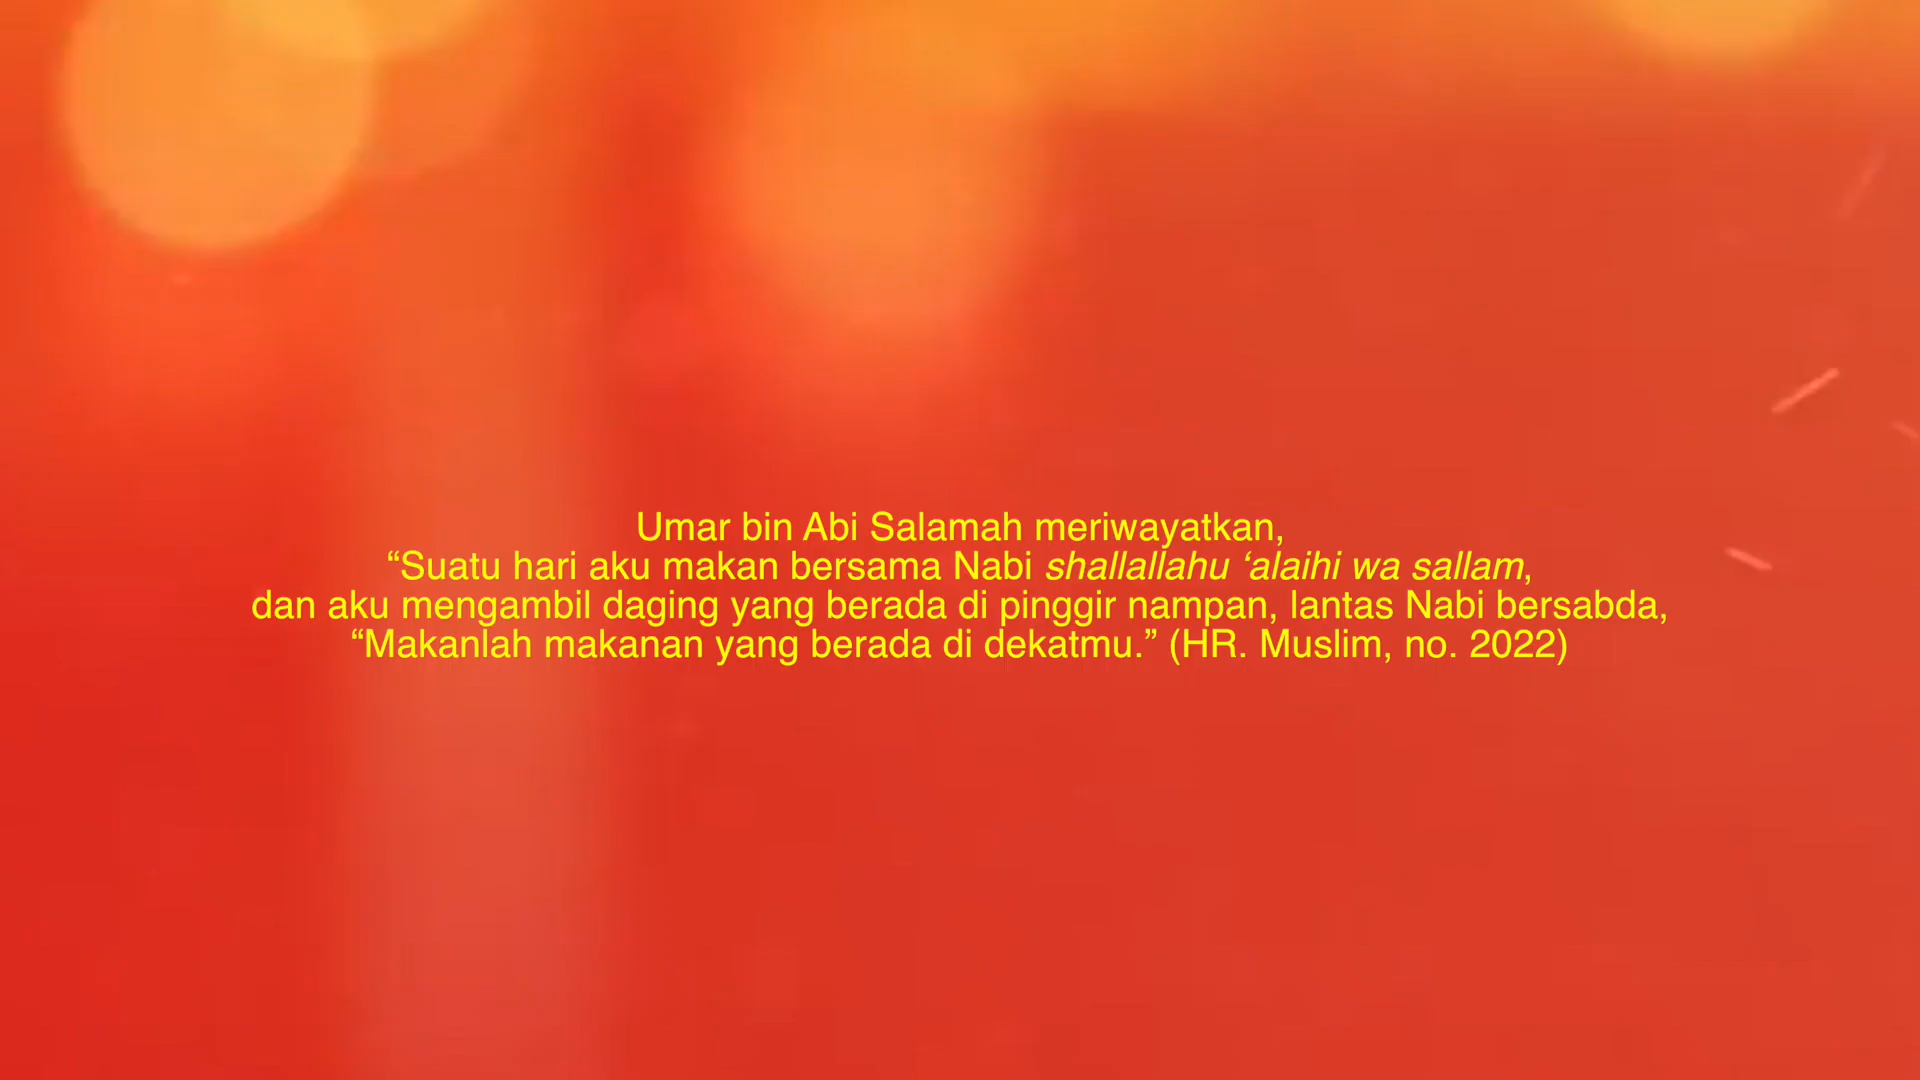 Umar bin Abi Salamah meriwayatkan,
“Suatu hari aku makan bersama Nabi shallallahu ‘alaihi wa sallam,
dan aku mengambil daging yang berada di pinggir nampan, lantas Nabi bersabda,
“Makanlah makanan yang berada di dekatmu.” (HR. Muslim, no. 2022)